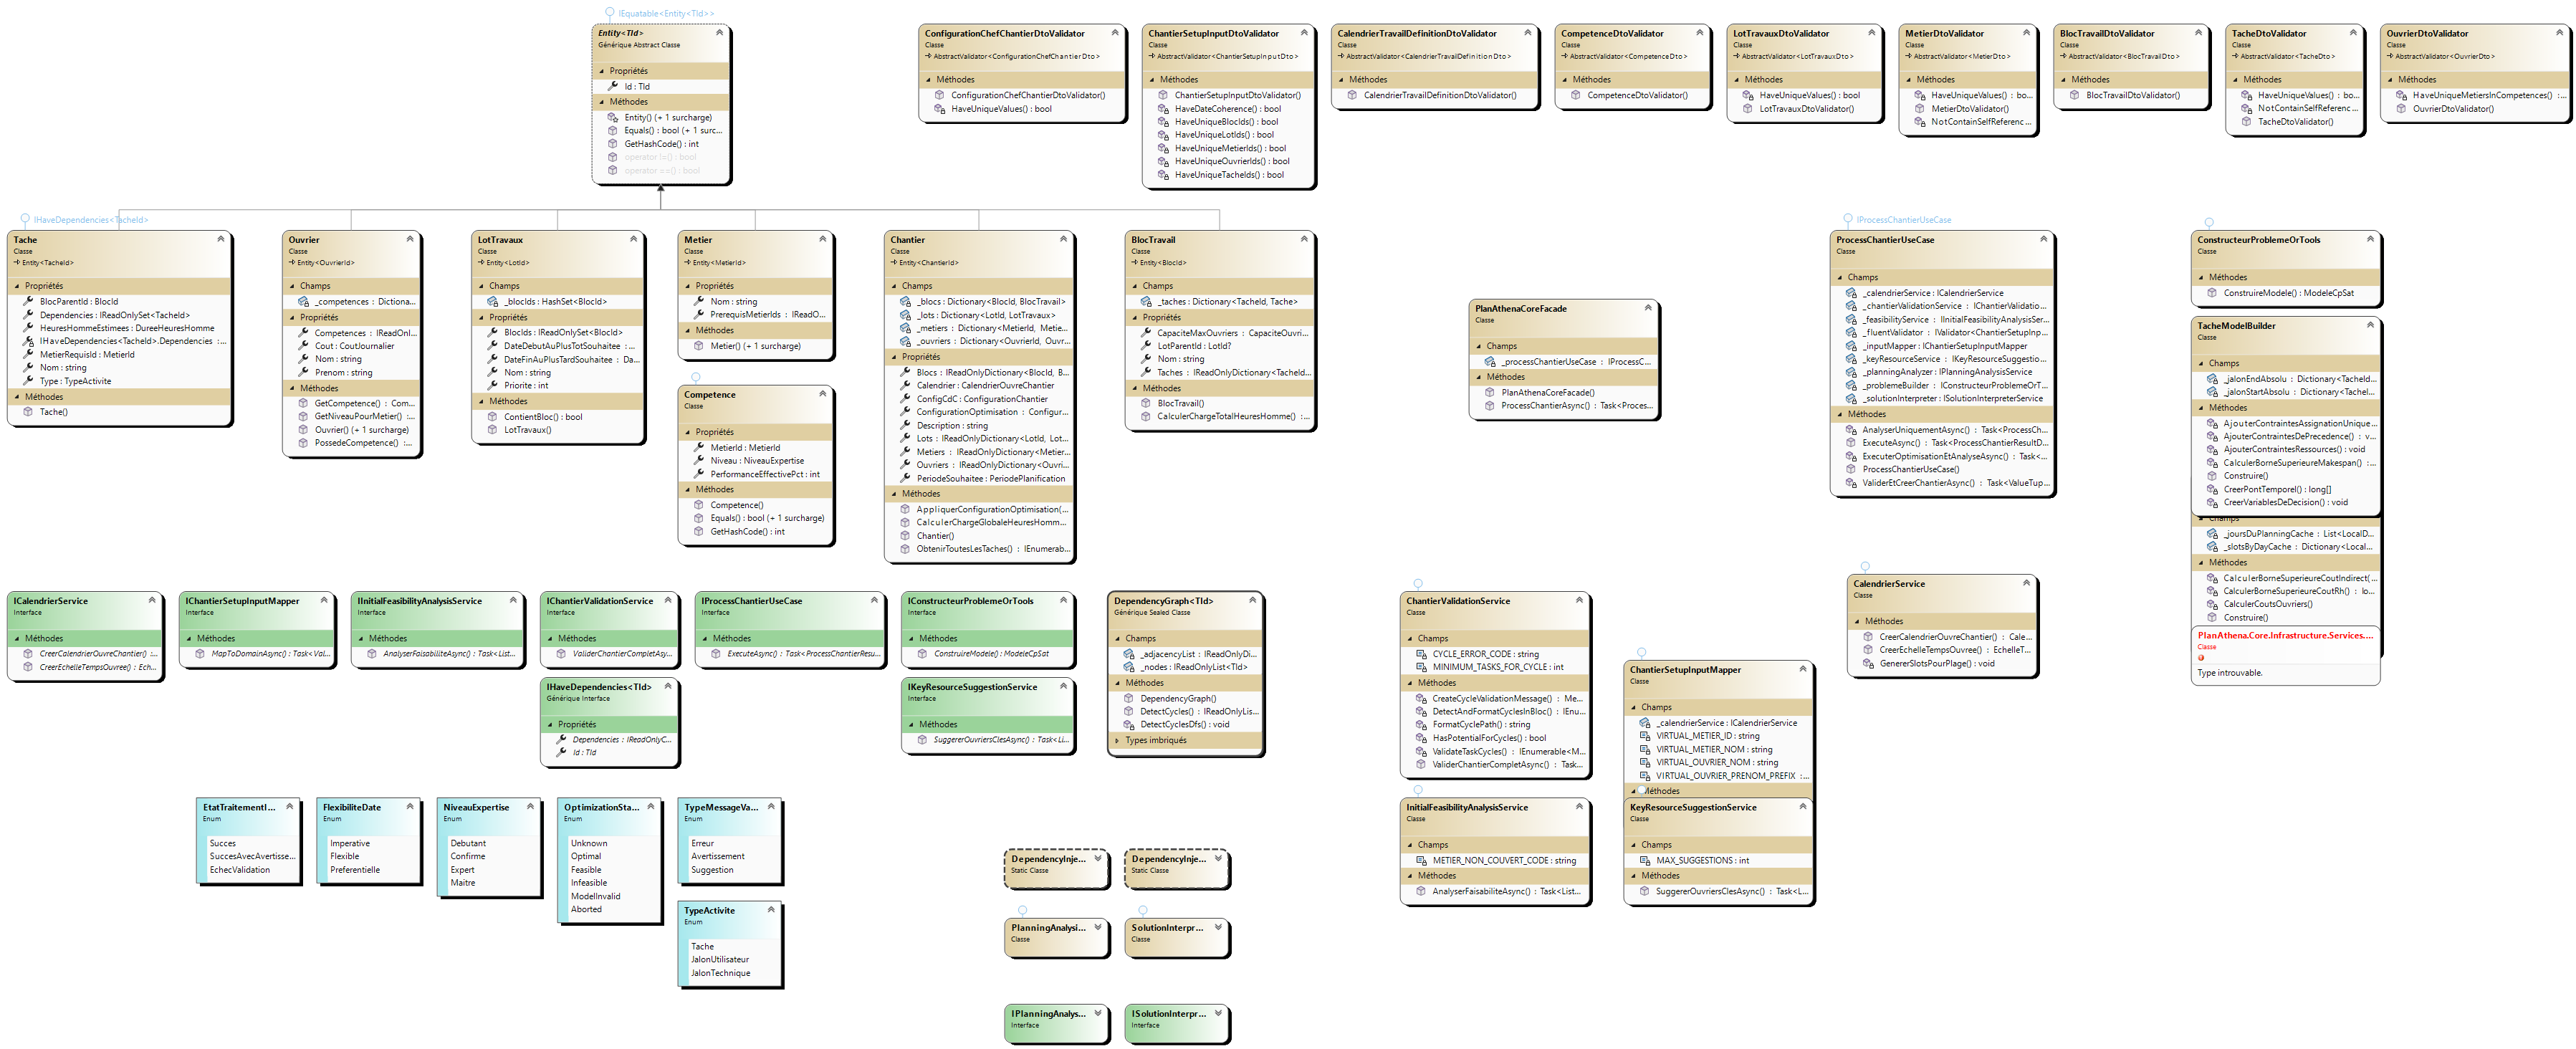 IEquatable<Entity<TId>>
Entity<TId>
Générique Abstract Classe
Propriétés
Id : TId
Méthodes
Entity() (+ 1 surcharge)
Equals() : bool (+ 1 surc...
GetHashCode() : int
operator !=() : bool
operator ==() : bool
ConfigurationChefChantierDtoValidator
Classe
AbstractValidator<ConfigurationChefChantierDto>
Méthodes
ConfigurationChefChantierDtoValidator()
HaveUniqueValues() : bool
ChantierSetupInputDtoValidator
Classe
AbstractValidator<ChantierSetupInputDto>
Méthodes
ChantierSetupInputDtoValidator()
HaveDateCoherence() : bool
HaveUniqueBlocIds() : bool
HaveUniqueLotIds() : bool
HaveUniqueMetierIds() : bool
HaveUniqueOuvrierIds() : bool
HaveUniqueTacheIds() : bool
CalendrierTravailDefinitionDtoValidator
Classe
AbstractValidator<CalendrierTravailDefinitionDto>
Méthodes
CalendrierTravailDefinitionDtoValidator()
CompetenceDtoValidator
Classe
AbstractValidator<CompetenceDto>
Méthodes
CompetenceDtoValidator()
LotTravauxDtoValidator
Classe
AbstractValidator<LotTravauxDto>
Méthodes
HaveUniqueValues() : bool
LotTravauxDtoValidator()
MetierDtoValidator
Classe
AbstractValidator<MetierDto>
Méthodes
HaveUniqueValues() : bo...
MetierDtoValidator()
NotContainSelfReferenc...
BlocTravailDtoValidator
Classe
AbstractValidator<BlocTravailDto>
Méthodes
BlocTravailDtoValidator()
TacheDtoValidator
Classe
AbstractValidator<TacheDto>
Méthodes
HaveUniqueValues() : bo...
NotContainSelfReferenc...
TacheDtoValidator()
OuvrierDtoValidator
Classe
AbstractValidator<OuvrierDto>
Méthodes
HaveUniqueMetiersInCompetences() :...
OuvrierDtoValidator()
IHaveDependencies<TacheId>
Tache
Classe
Entity<TacheId>
Propriétés
BlocParentId : BlocId
Dependencies : IReadOnlySet<TacheId>
HeuresHommeEstimees : DureeHeuresHomme
IHaveDependencies<TacheId>.Dependencies :...
MetierRequisId : MetierId
Nom : string
Type : TypeActivite
Méthodes
Tache()
Ouvrier
Classe
Entity<OuvrierId>
Champs
_competences : Dictiona...
Propriétés
Competences : IReadOnl...
Cout : CoutJournalier
Nom : string
Prenom : string
Méthodes
GetCompetence() : Com...
GetNiveauPourMetier() :...
Ouvrier() (+ 1 surcharge)
PossedeCompetence() :...
LotTravaux
Classe
Entity<LotId>
Champs
_blocIds : HashSet<BlocId>
Propriétés
BlocIds : IReadOnlySet<BlocId>
DateDebutAuPlusTotSouhaitee : ...
DateFinAuPlusTardSouhaitee : Da...
Nom : string
Priorite : int
Méthodes
ContientBloc() : bool
LotTravaux()
Metier
Classe
Entity<MetierId>
Propriétés
Nom : string
PrerequisMetierIds : IReadO...
Méthodes
Metier() (+ 1 surcharge)
Competence
Classe
Propriétés
MetierId : MetierId
Niveau : NiveauExpertise
PerformanceEffectivePct : int
Méthodes
Competence()
Equals() : bool (+ 1 surcharge)
GetHashCode() : int
Chantier
Classe
Entity<ChantierId>
Champs
_blocs : Dictionary<BlocId, BlocTravail>
_lots : Dictionary<LotId, LotTravaux>
_metiers : Dictionary<MetierId, Metie...
_ouvriers : Dictionary<OuvrierId, Ouvr...
Propriétés
Blocs : IReadOnlyDictionary<BlocId, B...
Calendrier : CalendrierOuvreChantier
ConfigCdC : ConfigurationChantier
ConfigurationOptimisation : Configur...
Description : string
Lots : IReadOnlyDictionary<LotId, Lot...
Metiers : IReadOnlyDictionary<Metier...
Ouvriers : IReadOnlyDictionary<Ouvri...
PeriodeSouhaitee : PeriodePlanification
Méthodes
AppliquerConfigurationOptimisation(...
CalculerChargeGlobaleHeuresHomm...
Chantier()
ObtenirToutesLesTaches() : IEnumerab...
BlocTravail
Classe
Entity<BlocId>
Champs
_taches : Dictionary<TacheId, Tache>
Propriétés
CapaciteMaxOuvriers : CapaciteOuvri...
LotParentId : LotId?
Nom : string
Taches : IReadOnlyDictionary<TacheId...
Méthodes
BlocTravail()
CalculerChargeTotalHeuresHomme() :...
PlanAthenaCoreFacade
Classe
Champs
_processChantierUseCase : IProcessC...
Méthodes
PlanAthenaCoreFacade()
ProcessChantierAsync() : Task<Proces...
IProcessChantierUseCase
ProcessChantierUseCase
Classe
Champs
_calendrierService : ICalendrierService
_chantierValidationService : IChantierValidatio...
_feasibilityService : IInitialFeasibilityAnalysisSer...
_fluentValidator : IValidator<ChantierSetupInp...
_inputMapper : IChantierSetupInputMapper
_keyResourceService : IKeyResourceSuggestio...
_planningAnalyzer : IPlanningAnalysisService
_problemeBuilder : IConstructeurProblemeOrT...
_solutionInterpreter : ISolutionInterpreterService
Méthodes
AnalyserUniquementAsync() : Task<ProcessCh...
ExecuteAsync() : Task<ProcessChantierResultD...
ExecuterOptimisationEtAnalyseAsync() : Task<...
ProcessChantierUseCase()
ValiderEtCreerChantierAsync() : Task<ValueTup...
ConstructeurProblemeOrTools
Classe
Méthodes
ConstruireModele() : ModeleCpSat
TacheModelBuilder
Classe
Champs
_jalonEndAbsolu : Dictionary<TacheId...
_jalonStartAbsolu : Dictionary<Tachel...
Méthodes
AjouterContraintesAssignationUnique...
AjouterContraintesDePrecedence() : v...
AjouterContraintesRessources() : void
CalculerBorneSuperieureMakespan() :...
Construire()
CreerPontTemporel() : long[]
CreerVariablesDeDecision() : void
Champs
_joursDuPlanningCache : List<LocalD...
_slotsByDayCache : Dictionary<Local...
Méthodes
CalculerBorneSuperieureCoutIndirect(...
CalculerBorneSuperieureCoutRh() : lo...
CalculerCoutsOuvriers()
Construire()
PlanAthena.Core.Infrastructure.Services....
Classe
Type introuvable.
ICalendrierService
Interface
Méthodes
CreerCalendrierOuvreChantier() :...
CreerEchelleTempsOuvree() : Ech...
IChantierSetupInputMapper
Interface
Méthodes
MapToDomainAsync() : Task<Val...
IInitialFeasibilityAnalysisService
Interface
Méthodes
AnalyserFaisabiliteAsync() : Task<List...
IChantierValidationService
Interface
Méthodes
ValiderChantierCompletAsy...
IProcessChantierUseCase
Interface
Méthodes
ExecuteAsync() : Task<ProcessChantierResu...
IConstructeurProblemeOrTools
Interface
Méthodes
ConstruireModele() : ModeleCpSat
IHaveDependencies<TId>
Générique Interface
Propriétés
Dependencies : IReadOnlyC...
Id : TId
IKeyResourceSuggestionService
Interface
Méthodes
SuggererOuvriersClesAsync() : Task<Li...
DependencyGraph<TId>
Générique Sealed Classe
Champs
_adjacencyList : IReadOnlyDi...
_nodes : IReadOnlyList<TId>
Méthodes
DependencyGraph()
DetectCycles() : IReadOnlyLis...
DetectCyclesDfs() : void
Types imbriqués
ChantierValidationService
Classe
Champs
CYCLE_ERROR_CODE : string
MINIMUM_TASKS_FOR_CYCLE : int
Méthodes
CreateCycleValidationMessage() : Me...
DetectAndFormatCyclesInBloc() : IEnu...
FormatCyclePath() : string
HasPotentialForCycles() : bool
ValidateTaskCycles() : IEnumerable<M...
ValiderChantierCompletAsync() : Task...
ChantierSetupInputMapper
Classe
Champs
_calendrierService : ICalendrierService
VIRTUAL_METIER_ID : string
VIRTUAL_METIER_NOM : string
VIRTUAL_OUVRIER_NOM : string
VIRTUAL_OUVRIER_PRENOM_PREFIX :...
Méthodes
CalendrierService
Classe
Méthodes
CreerCalendrierOuvreChantier() : Cale...
CreerEchelleTempsOuvree() : EchelleT...
GenererSlotsPourPlage() : void
InitialFeasibilityAnalysisService
Classe
Champs
METIER_NON_COUVERT_CODE : string
Méthodes
AnalyserFaisabiliteAsync() : Task<List...
KeyResourceSuggestionService
Classe
Champs
MAX_SUGGESTIONS : int
Méthodes
SuggererOuvriersClesAsync() : Task<L...
EtatTraitementI...
Enum
Succes
SuccesAvecAvertisse...
EchecValidation
FlexibiliteDate
Enum
Imperative
Flexible
Preferentielle
NiveauExpertise
Enum
Debutant
Confirme
Expert
Maitre
OptimizationSta...
Enum
Unknown
Optimal
Feasible
Infeasible
ModelInvalid
Aborted
TypeMessageVa...
Enum
Erreur
Avertissement
Suggestion
TypeActivite
Enum
Tache
JalonUtilisateur
JalonTechnique
DependencyInje...
Static Classe
DependencyInje...
Static Classe
PlanningAnalysi...
Classe
SolutionInterpr...
Classe
IPlanningAnalys...
Interface
ISolutionInterpr...
Interface